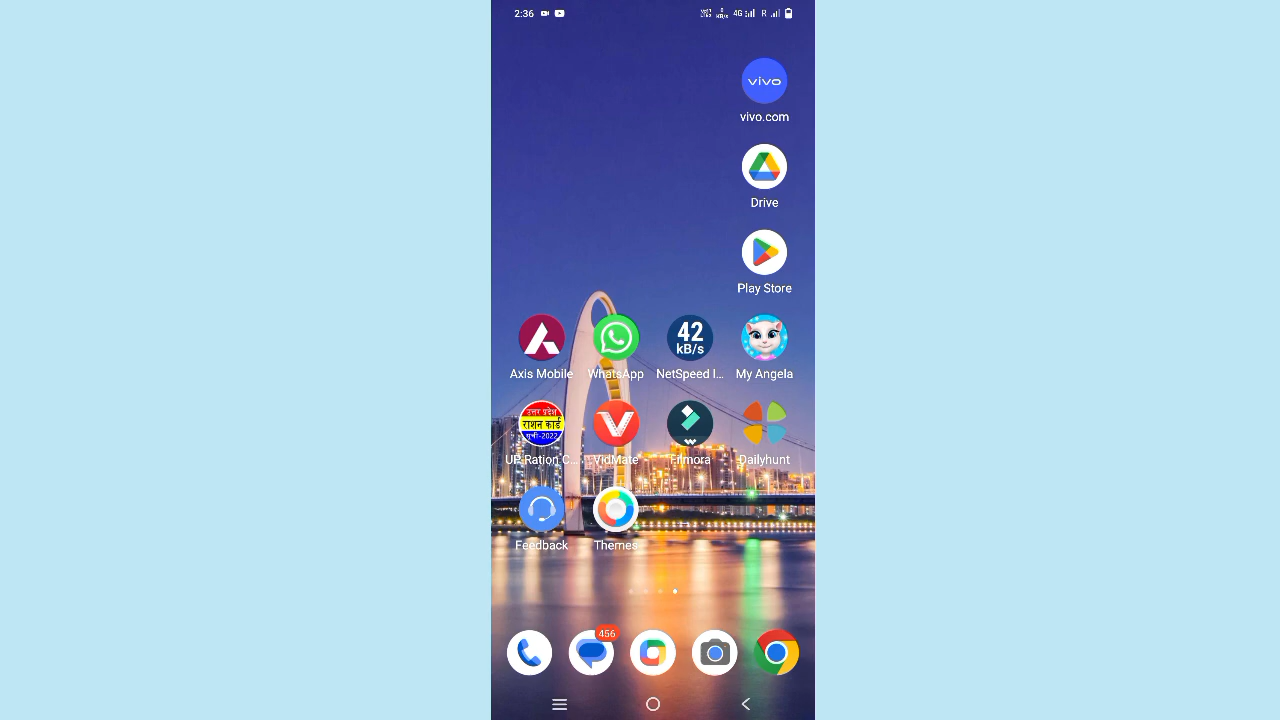 2:36
4G
R
vivo
vivo.com
Drive
Play Store
42
kB/s
Axis Mobile
WhatsApp
NetSpeed I...
My Angela
उत्तर प्रदेश
राशन कार्ड
सूची-2022
UP Ration C...
VidMate
Filmora
Dailyhunt
Feedback
Themes
456